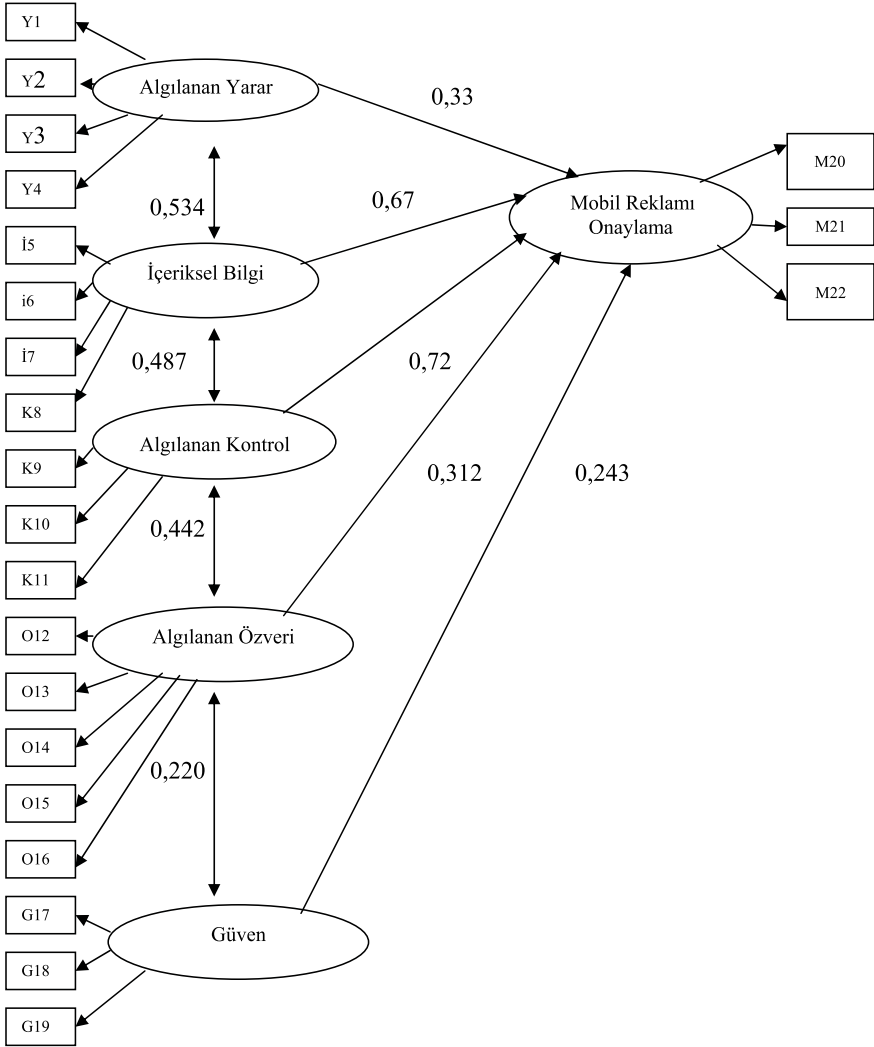 Y1
Y2
Algılanan Yarar
0,33
Y3
Y4
M20
0,534
0,67
Mobil Reklamı
Onaylama
M21
İ5
İçeriksel Bilgi
i6
M22
İ7
0,487
0,72
K8
Algılanan Kontrol
K9
0,312
0,243
K10
0,442
K11
O12
Algılanan Özveri
O13
O14
0,220
O15
O16
G17
Güven
G18
G19